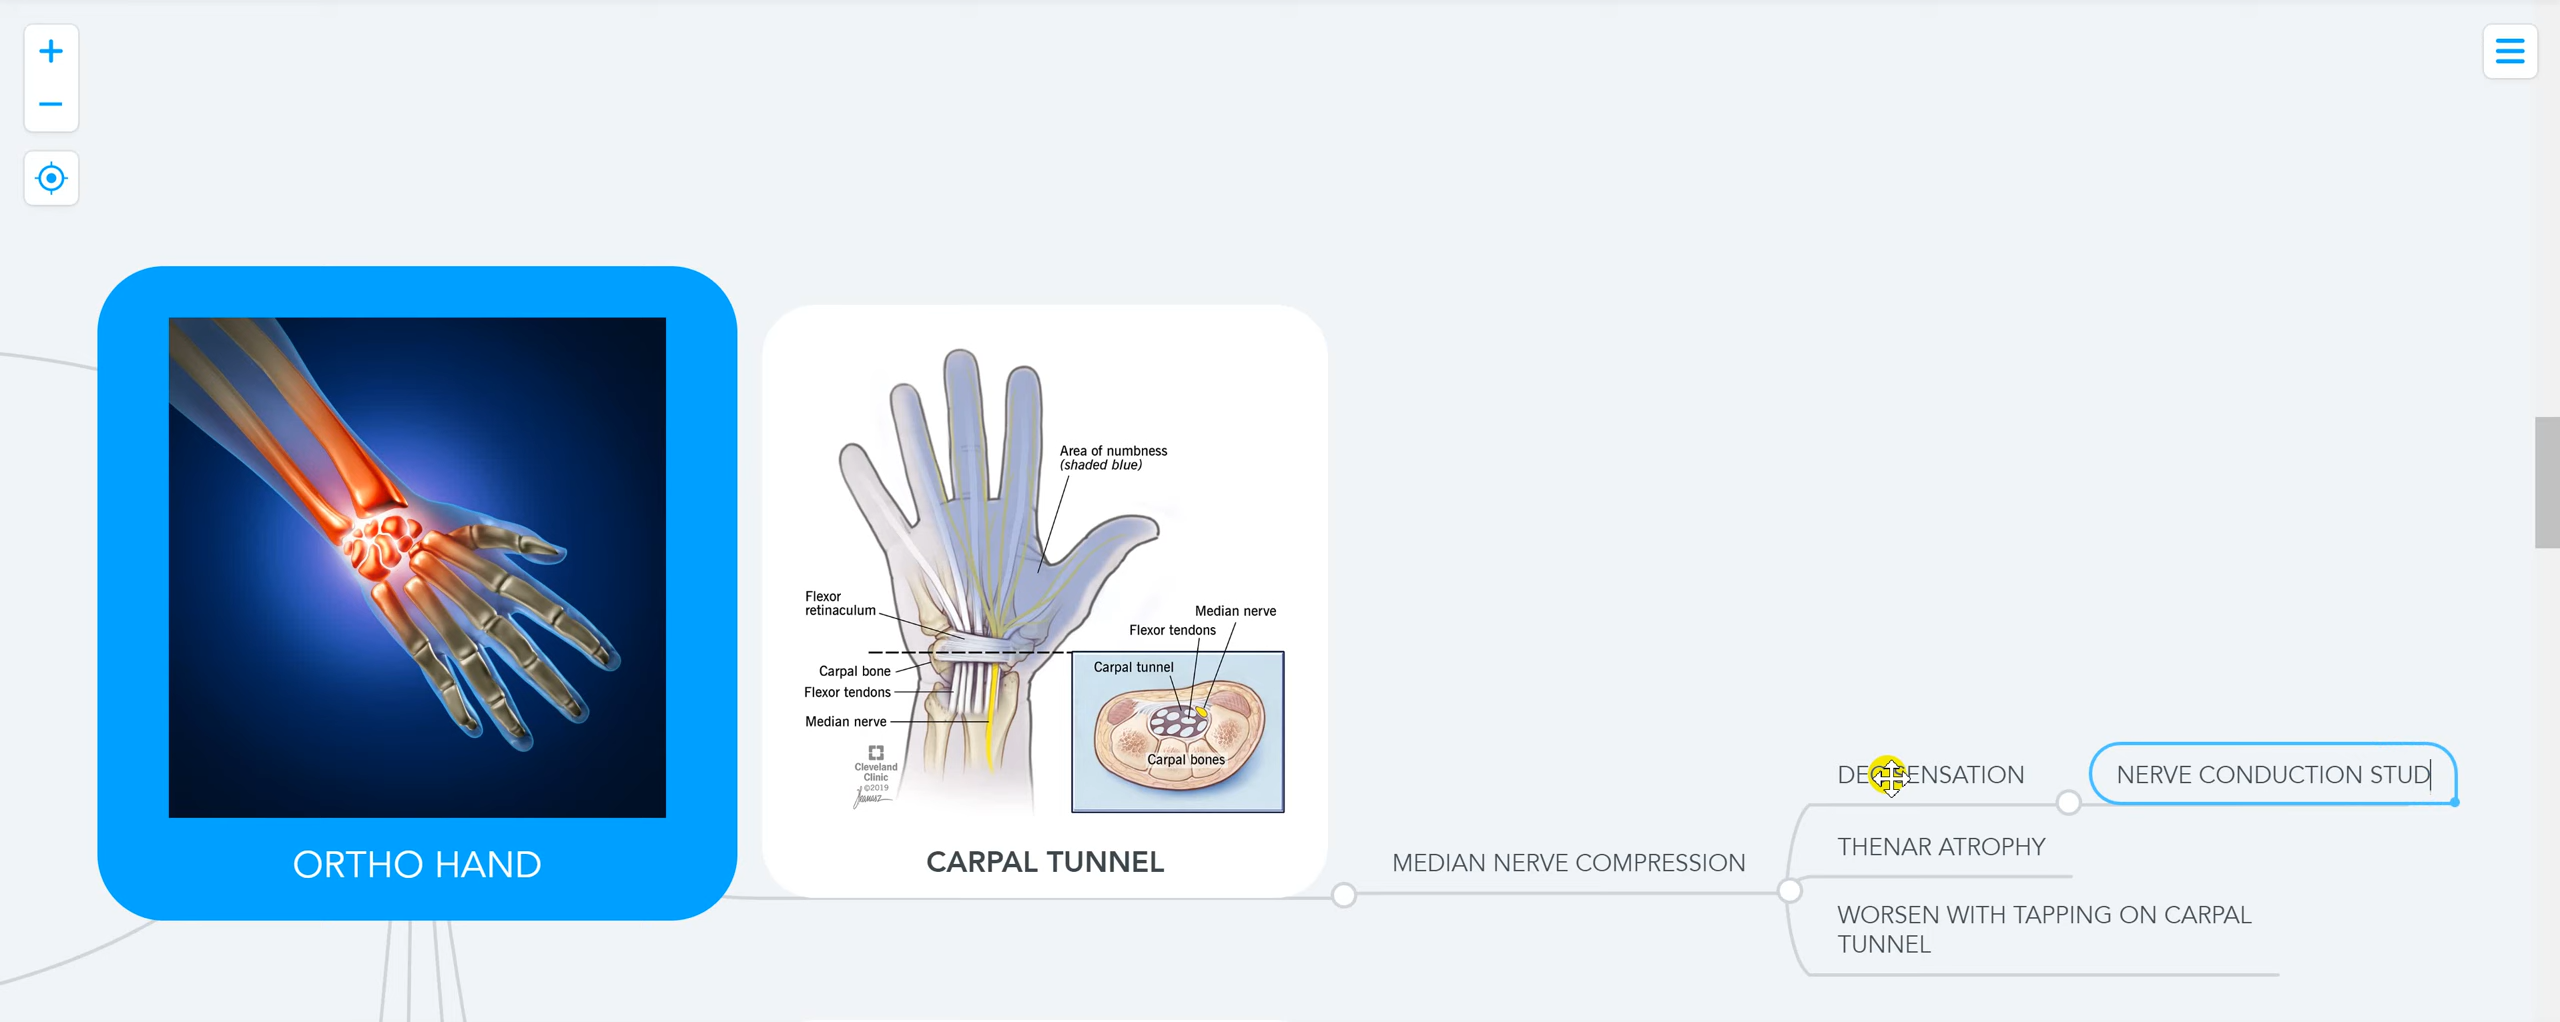 Area of numbness
(shaded blue)
Flexor
retinaculum
Median nerve
Flexor tendons
Carpal tunnel
Carpal bone
Flexor tendons
Median nerve
Carpal bones
Cleveland
Clinic
©2019
ORTHO HAND
CARPAL TUNNEL
MEDIAN NERVE COMPRESSION
NERVE CONDUCTION STUD
THENAR ATROPHY
WORSEN WITH TAPPING ON CARPAL
TUNNEL